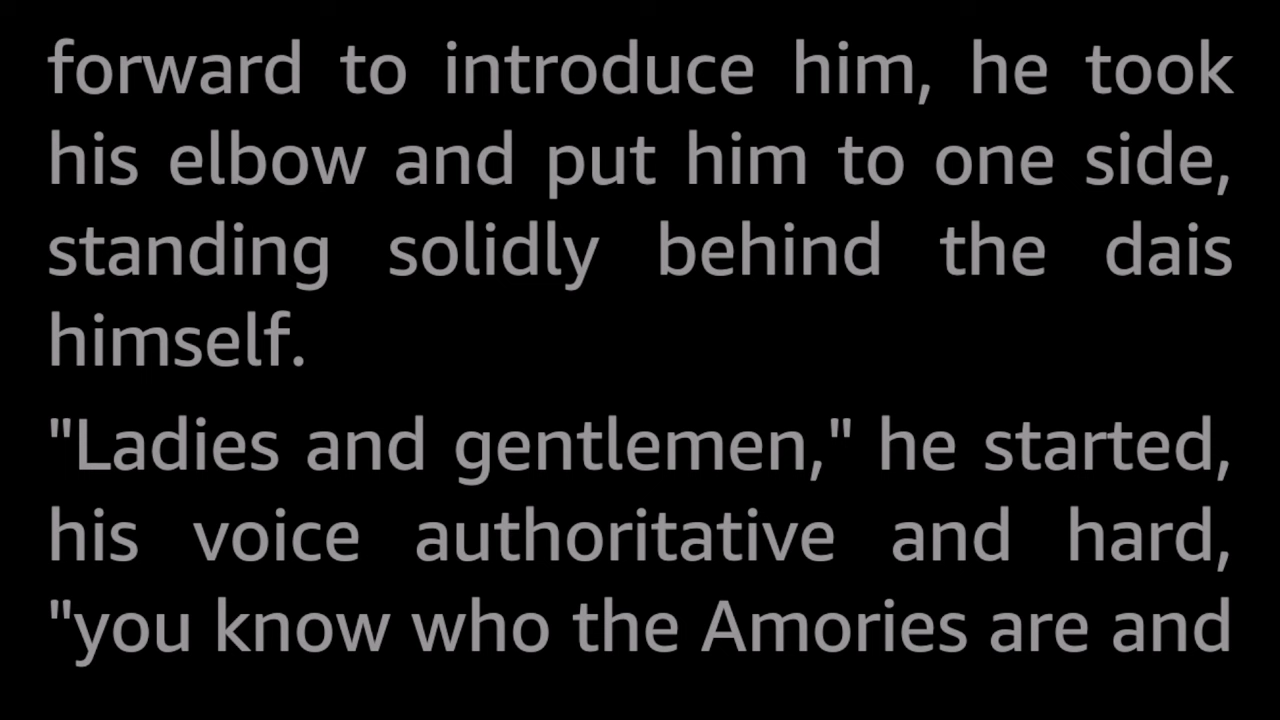 forward to introduce him, he took
his elbow and put him to one side,
standing solidly behind the dais
himself.
"Ladies and gentlemen," he started,
his voice authoritative and hard,
"you know who the Amories are and